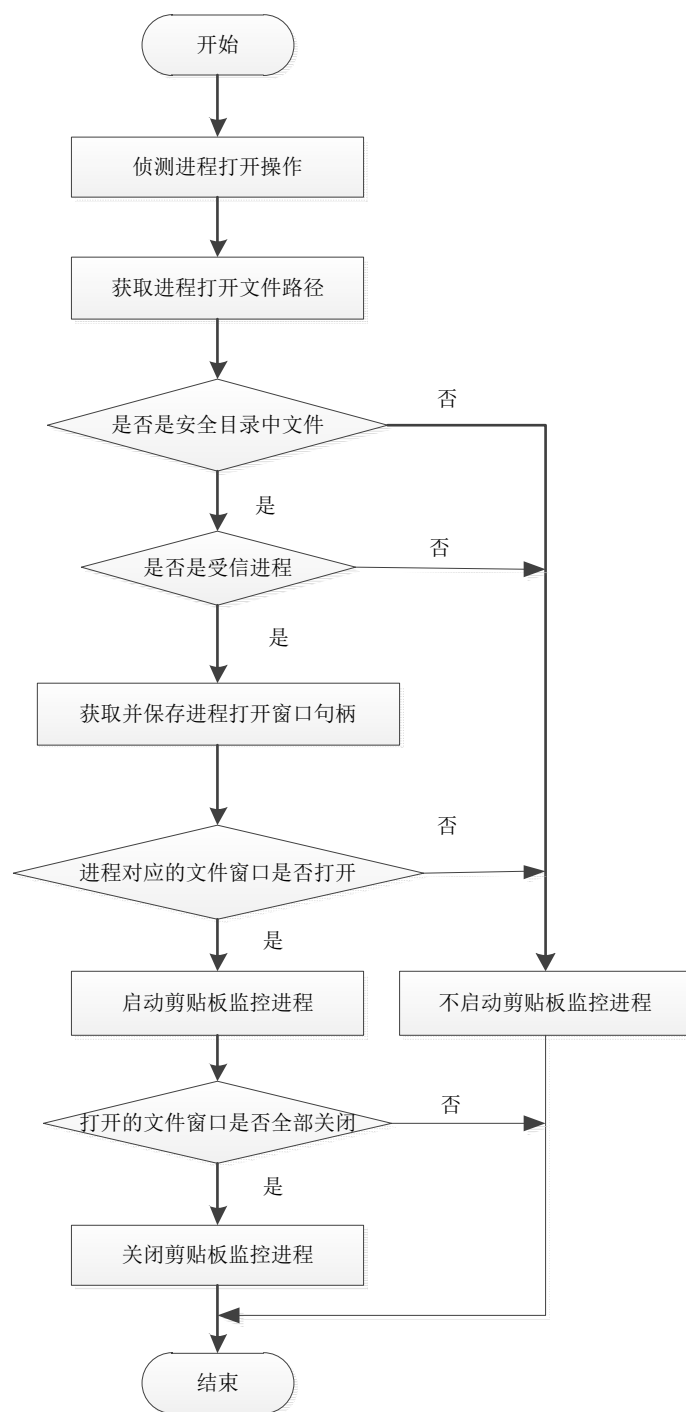 开始
侦测进程打开操作
获取进程打开文件路径
是否是安全目录中文件
否
是
是否是受信进程
否
是
获取并保存进程打开窗口句柄
进程对应的文件窗口是否打开
否
是
启动剪贴板监控进程
不启动剪贴板监控进程
打开的文件窗口是否全部关闭
否
是
关闭剪贴板监控进程
结束